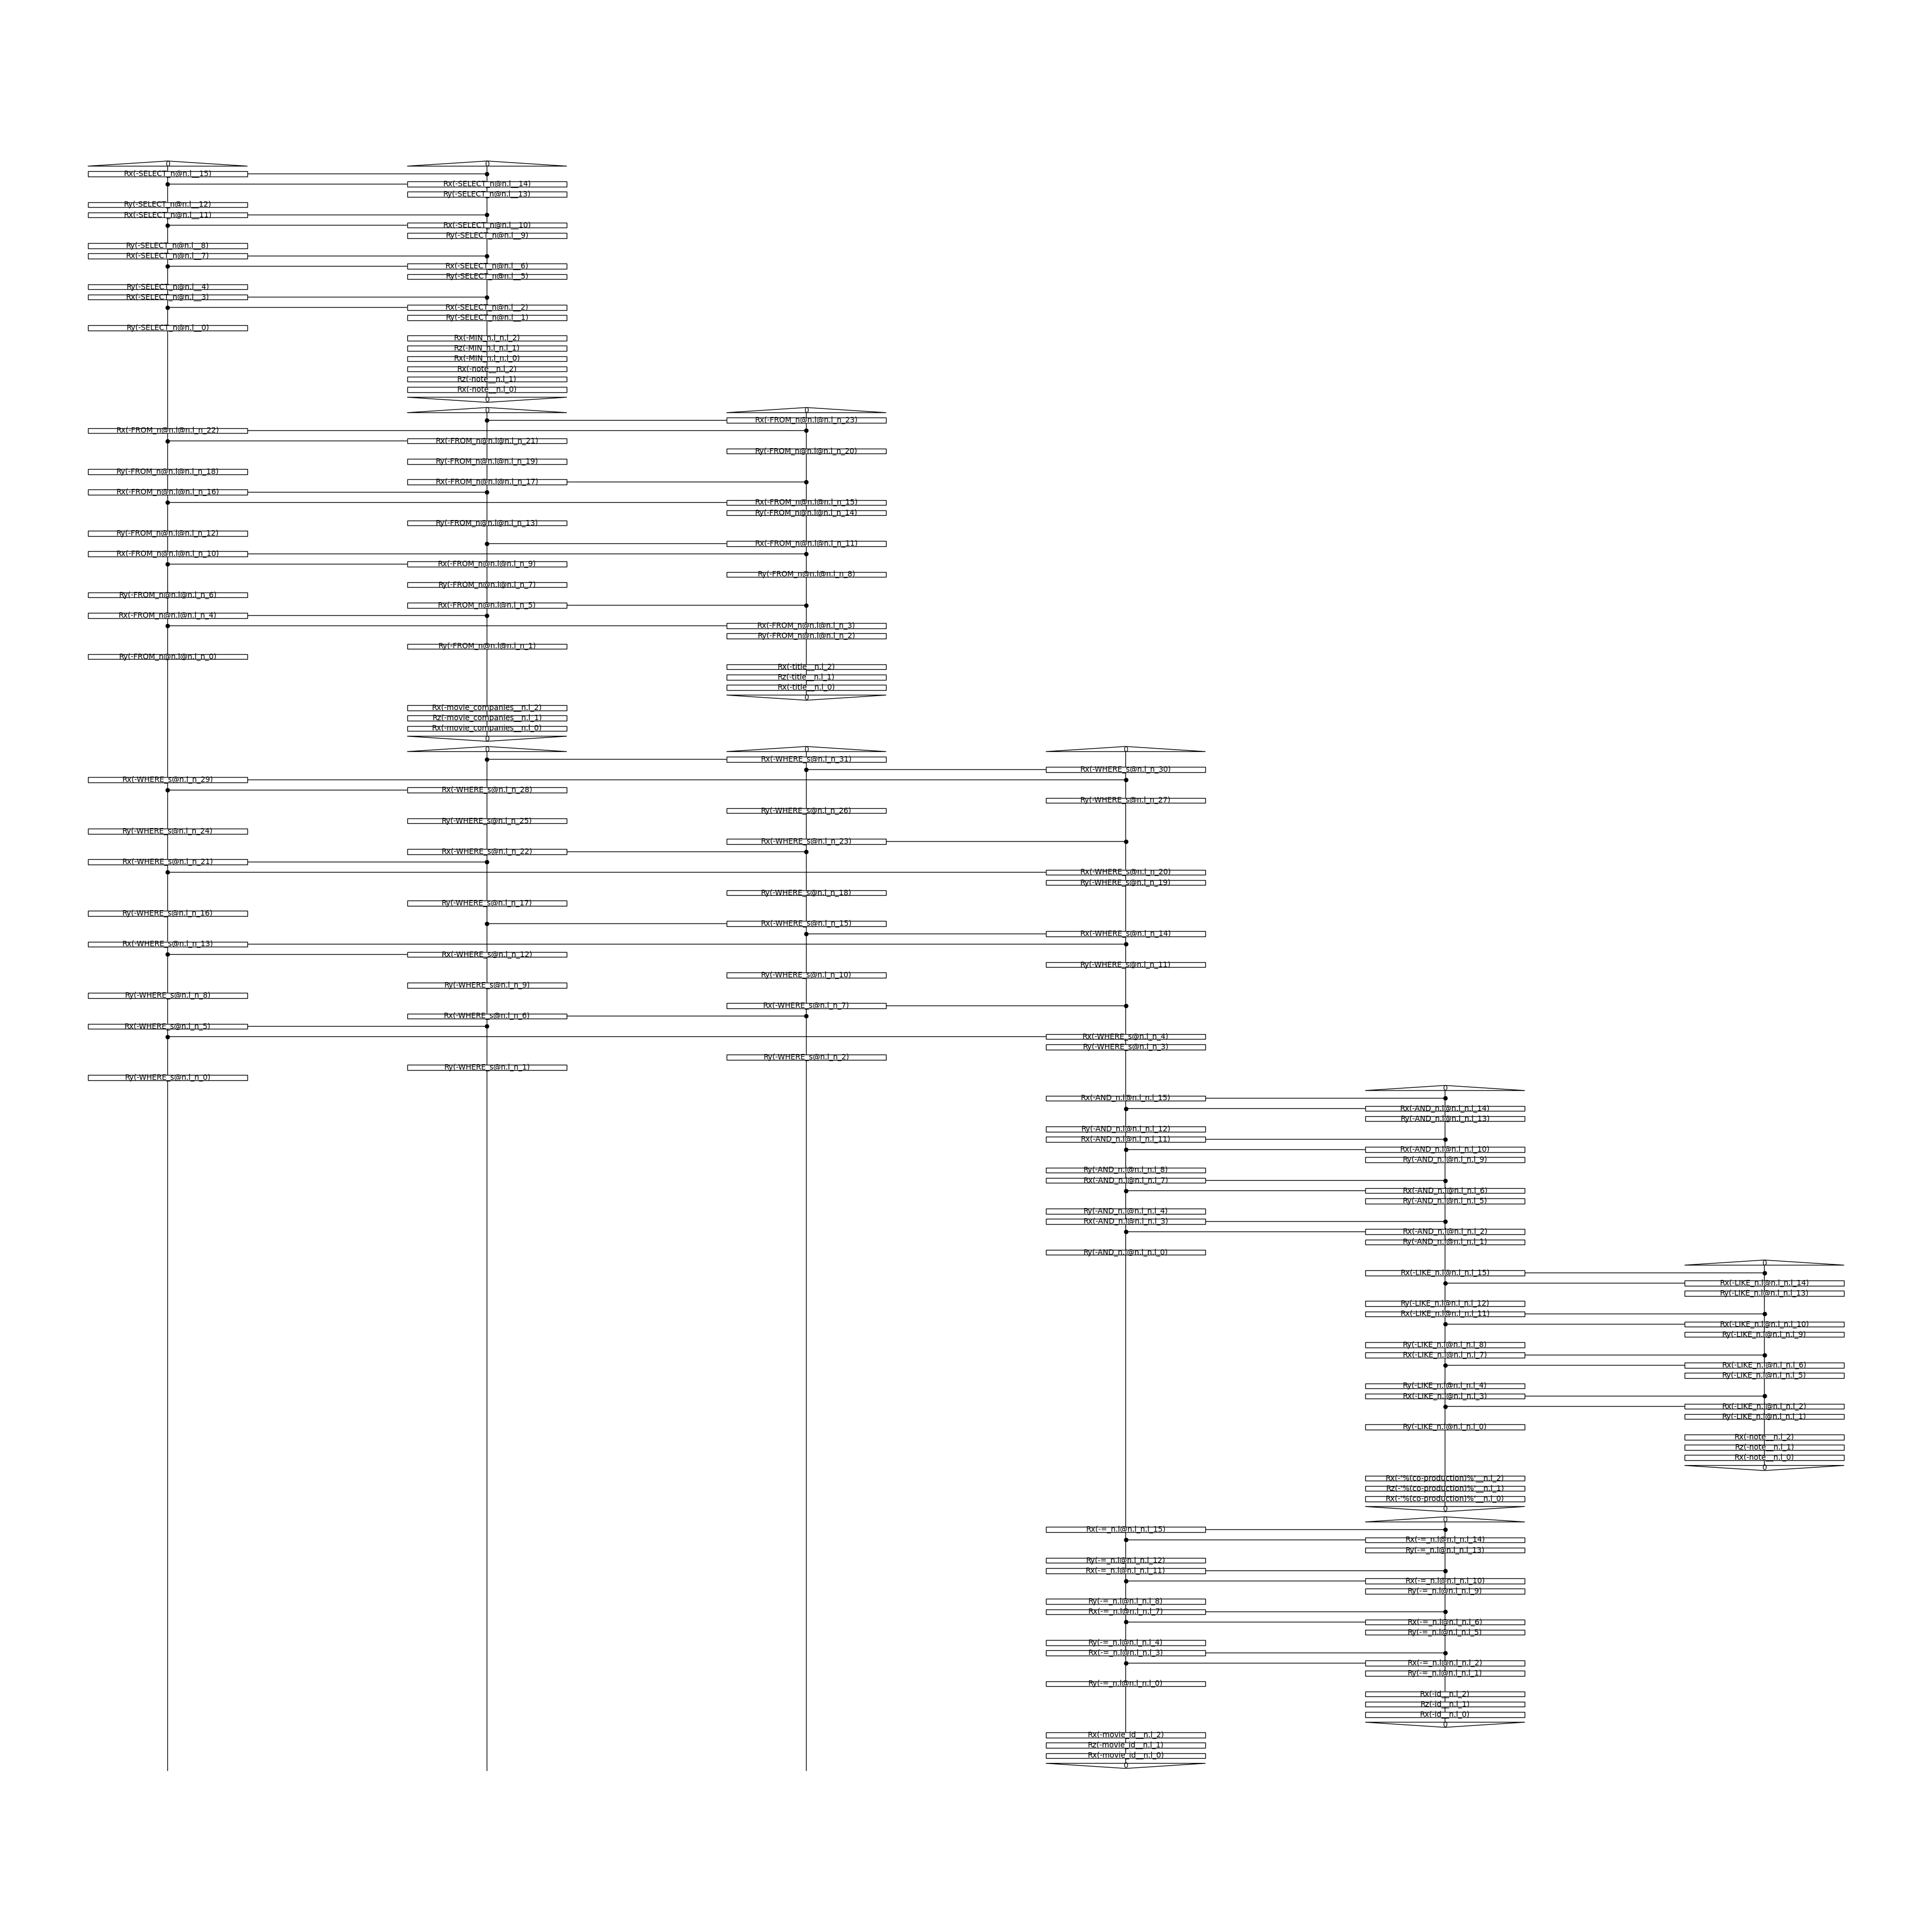 0 0
Rx(-SELECT_n@n.l__15)
Rx(-SELECT_n@n.l__14)
Ry(-SELECT_n@n.l__13)
Ry(-SELECT_n@n.l__12)
Rx(-SELECT_n@n.l__11)
Rx(-SELECT_n@n.l__10)
Ry(-SELECT_n@n.l__9)
Ry(-SELECT_n@n.l__8)
Rx(-SELECT_n@n.l__7)
Rx(-SELECT_n@n.l__6)
Ry(-SELECT_n@n.l__5)
Ry(-SELECT_n@n.l__4)
Rx(-SELECT_n@n.l__3)
Rx(-SELECT_n@n.l__2)
Ry(-SELECT_n@n.l__1)
Ry(-SELECT_n@n.l__0)
Rx(-MIN_n.l_n.l_2)
Rz(-MIN_n.l_n.l_1)
Rx(-MIN_n.l_n.l_0)
Rx(-note__n.l_2)
Rz(-note__n.l_1)
Rx(-note__n.l_0)
0
0 0
Rx(-FROM_n@n.l@n.l_n_23)
Rx(-FROM_n@n.l@n.l_n_22)
Rx(-FROM_n@n.l@n.l_n_21)
Ry(-FROM_n@n.l@n.l_n_20)
Ry(-FROM_n@n.l@n.l_n_19)
Ry(-FROM_n@n.l@n.l_n_18)
Rx(-FROM_n@n.l@n.l_n_17)
Rx(-FROM_n@n.l@n.l_n_16)
Rx(-FROM_n@n.l@n.l_n_15)
Ry(-FROM_n@n.l@n.l_n_14)
Ry(-FROM_n@n.l@n.l_n_13)
Ry(-FROM_n@n.l@n.l_n_12)
Rx(-FROM_n@n.l@n.l_n_11)
Rx(-FROM_n@n.l@n.l_n_10)
Rx(-FROM_n@n.l@n.l_n_9)
Ry(-FROM_n@n.l@n.l_n_8)
Ry(-FROM_n@n.l@n.l_n_7)
Ry(-FROM_n@n.l@n.l_n_6)
Rx(-FROM_n@n.l@n.l_n_5)
Rx(-FROM_n@n.l@n.l_n_4)
Rx(-FROM_n@n.l@n.l_n_3)
Ry(-FROM_n@n.l@n.l_n_2)
Ry(-FROM_n@n.l@n.l_n_1)
Ry(-FROM_n@n.l@n.l_n_0)
Rx(-title__n.l_2)
Rz(-title__n.l_1)
Rx(-title__n.l_0)
0
Rx(-movie_companies__n.l_2)
Rz(-movie_companies__n.l_1)
Rx(-movie_companies__n.l_0)
0
0 0 0
Rx(-WHERE_s@n.l_n_31)
Rx(-WHERE_s@n.l_n_30)
Rx(-WHERE_s@n.l_n_29)
Rx(-WHERE_s@n.l_n_28)
Ry(-WHERE_s@n.l_n_27)
Ry(-WHERE_s@n.l_n_26)
Ry(-WHERE_s@n.l_n_25)
Ry(-WHERE_s@n.l_n_24)
Rx(-WHERE_s@n.l_n_23)
Rx(-WHERE_s@n.l_n_22)
Rx(-WHERE_s@n.l_n_21)
Rx(-WHERE_s@n.l_n_20)
Ry(-WHERE_s@n.l_n_19)
Ry(-WHERE_s@n.l_n_18)
Ry(-WHERE_s@n.l_n_17)
Ry(-WHERE_s@n.l_n_16)
Rx(-WHERE_s@n.l_n_15)
Rx(-WHERE_s@n.l_n_14)
Rx(-WHERE_s@n.l_n_13)
Rx(-WHERE_s@n.l_n_12)
Ry(-WHERE_s@n.l_n_11)
Ry(-WHERE_s@n.l_n_10)
Ry(-WHERE_s@n.l_n_9)
Ry(-WHERE_s@n.l_n_8)
Rx(-WHERE_s@n.l_n_7)
Rx(-WHERE_s@n.l_n_6)
Rx(-WHERE_s@n.l_n_5)
Rx(-WHERE_s@n.l_n_4)
Ry(-WHERE_s@n.l_n_3)
Ry(-WHERE_s@n.l_n_2)
Ry(-WHERE_s@n.l_n_1)
Ry(-WHERE_s@n.l_n_0)
0
Rx(-AND_n.l@n.l_n.l_15)
Rx(-AND_n.l@n.l_n.l_14)
Ry(-AND_n.l@n.l_n.l_13)
Ry(-AND_n.l@n.l_n.l_12)
Rx(-AND_n.l@n.l_n.l_11)
Rx(-AND_n.l@n.l_n.l_10)
Ry(-AND_n.l@n.l_n.l_9)
Ry(-AND_n.l@n.l_n.l_8)
Rx(-AND_n.l@n.l_n.l_7)
Rx(-AND_n.l@n.l_n.l_6)
Ry(-AND_n.l@n.l_n.l_5)
Ry(-AND_n.l@n.l_n.l_4)
Rx(-AND_n.l@n.l_n.l_3)
Rx(-AND_n.l@n.l_n.l_2)
Ry(-AND_n.l@n.l_n.l_1)
Ry(-AND_n.l@n.l_n.l_0)
0
Rx(-LIKE_n.l@n.l_n.l_15)
Rx(-LIKE_n.l@n.l_n.l_14)
Ry(-LIKE_n.l@n.l_n.l_13)
Ry(-LIKE_n.l@n.l_n.l_12)
Rx(-LIKE_n.l@n.l_n.l_11)
Rx(-LIKE_n.l@n.l_n.l_10)
Ry(-LIKE_n.l@n.l_n.l_9)
Ry(-LIKE_n.l@n.l_n.l_8)
Rx(-LIKE_n.l@n.l_n.l_7)
Rx(-LIKE_n.l@n.l_n.l_6)
Ry(-LIKE_n.l@n.l_n.l_5)
Ry(-LIKE_n.l@n.l_n.l_4)
Rx(-LIKE_n.l@n.l_n.l_3)
Rx(-LIKE_n.l@n.l_n.l_2)
Ry(-LIKE_n.l@n.l_n.l_1)
Ry(-LIKE_n.l@n.l_n.l_0)
Rx(-note__n.l_2)
Rz(-note__n.l_1)
Rx(-note__n.l_0)
0
Rx(-'%(co-production)%'__n.l_2)
Rz(-'%(co-production)%'__n.l_1)
Rx(-'%(co-production)%'__n.l_0)
0
0
Rx(-=_n.l@n.l_n.l_15)
Rx(-=_n.l@n.l_n.l_14)
Ry(-=_n.l@n.l_n.l_13)
Ry(-=_n.l@n.l_n.l_12)
Rx(-=_n.l@n.l_n.l_11)
Rx(-=_n.l@n.l_n.l_10)
Ry(-=_n.l@n.l_n.l_9)
Ry(-=_n.l@n.l_n.l_8)
Rx(-=_n.l@n.l_n.l_7)
Rx(-=_n.l@n.l_n.l_6)
Ry(-=_n.l@n.l_n.l_5)
Ry(-=_n.l@n.l_n.l_4)
Rx(-=_n.l@n.l_n.l_3)
Rx(-=_n.l@n.l_n.l_2)
Ry(-=_n.l@n.l_n.l_1)
Ry(-=_n.l@n.l_n.l_0)
Rx(-id__n.l_2)
Rz(-id__n.l_1)
Rx(-id__n.l_0)
0
Rx(-movie_id__n.l_2)
Rz(-movie_id__n.l_1)
Rx(-movie_id__n.l_0)
0